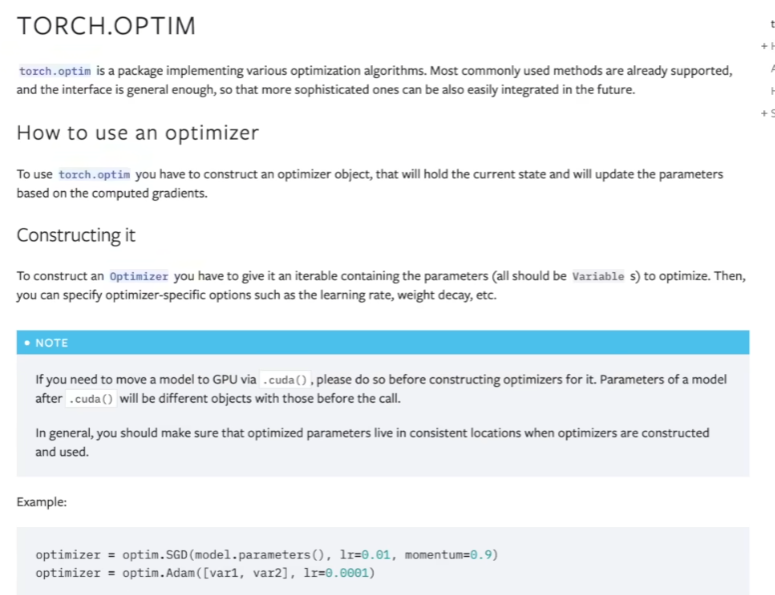 TORCH.OPTIM
torch.optim is a package implementing various optimization algorithms. Most commonly used methods are already supported,
and the interface is general enough, so that more sophisticated ones can be also easily integrated in the future.
How to use an optimizer
To use torch.optim you have to construct an optimizer object, that will hold the current state and will update the parameters
based on the computed gradients.
Constructing it
To construct an Optimizer you have to give it an iterable containing the parameters (all should be Variable s) to optimize. Then,
you can specify optimizer-specific options such as the learning rate, weight decay, etc.
• NOTE
If you need to move a model to GPU via .cuda() , please do so before constructing optimizers for it. Parameters of a model
after .cuda() will be different objects with those before the call.
In general, you should make sure that optimized parameters live in consistent locations when optimizers are constructed
and used.
Example:
optimizer = optim.SGD(model.parameters(), lr=0.01, momentum=0.9)
optimizer = optim.Adam([var1, var2], lr=0.0001)